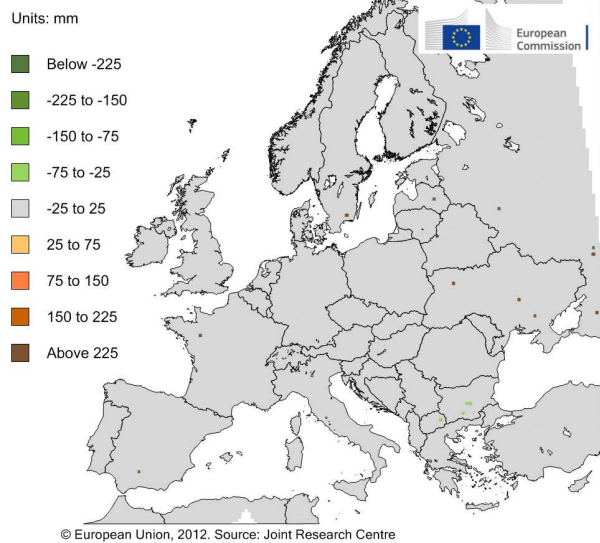 Units: mm
European
Commission
Below -225
-225 to -150
-150 to -75
-75 to -25
-25 to 25
25 to 75
75 to 150
150 to 225
Above 225
© European Union, 2012. Source: Joint Research Centre